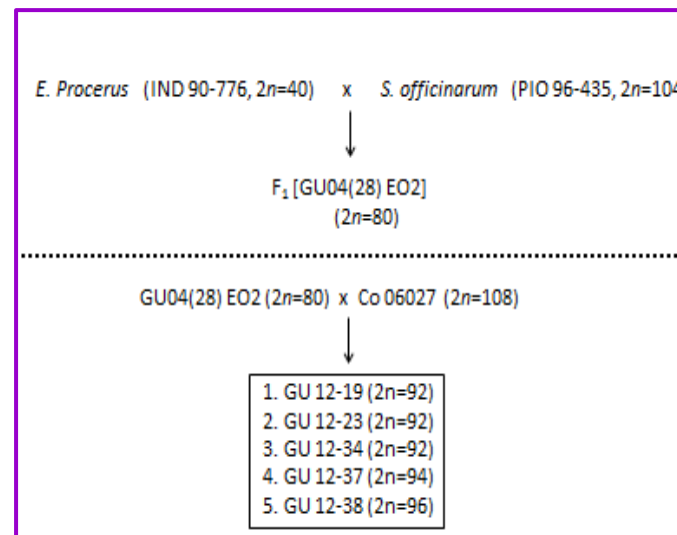 E. Procerus (IND 90-776, 2n=40) x S. officinarum (PIO 96-435, 2n=104
F₁ [GU04(28) EO2]
(2n=80)
GU04(28) EO2 (2n=80) x Co 06027 (2n=108)
1. GU 12-19 (2n=92)
2. GU 12-23 (2n=92)
3. GU 12-34 (2n=92)
4. GU 12-37 (2n=94)
5. GU 12-38 (2n=96)